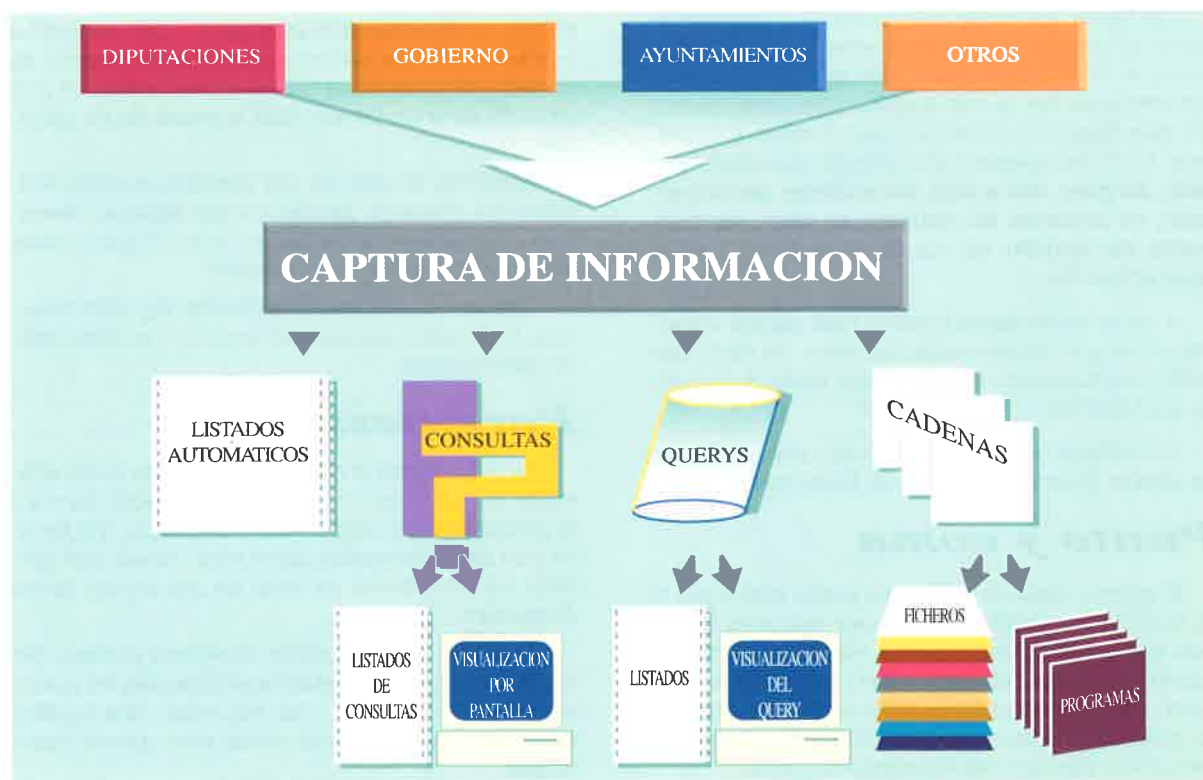 DIPUTACIONES
GOBIERNO
AYUNTAMIENTOS
OTROS
CAPTURA DE INFORMACION
LISTADOS
AUTOMATICOS
CONSULTAS
QUERYS
CADENAS
LISTADOS
DE
CONSULTAS
VISUALIZACION
POR
PANTALLA
LISTADOS
VISUALIZACION
DEL
QUERY
FICHEROS
PROGRAMAS